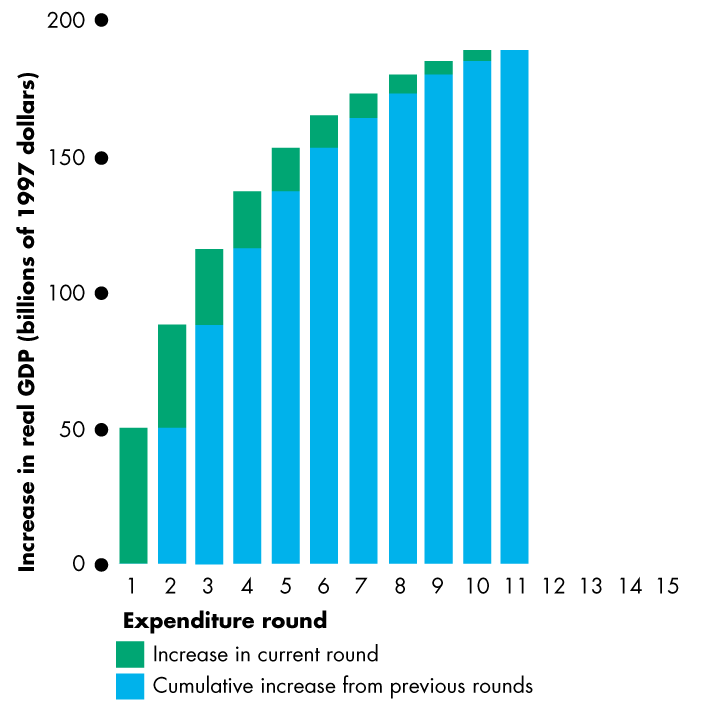 Increase in real GDP (billions of 1997 dollars)
200
150
100
50
0
1 2 3 4 5 6 7 8 9 10 11 12 13 14 15
Expenditure round
Increase in current round
Cumulative increase from previous rounds